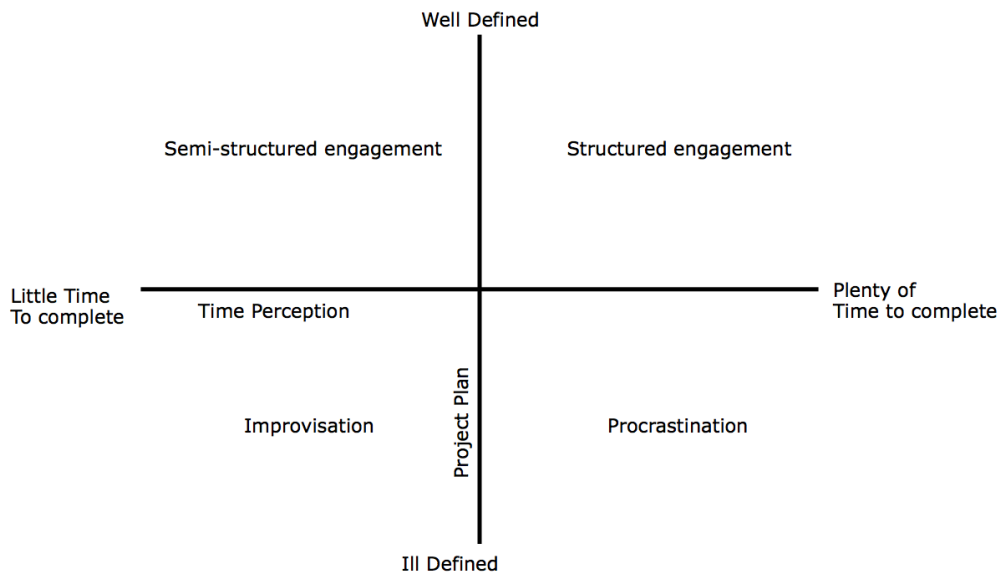 Well Defined
Semi-structured engagement
Structured engagement
Little Time
To complete
Time Perception
Plenty of
Time to complete
Project Plan
Improvisation
Procrastination
Ill Defined